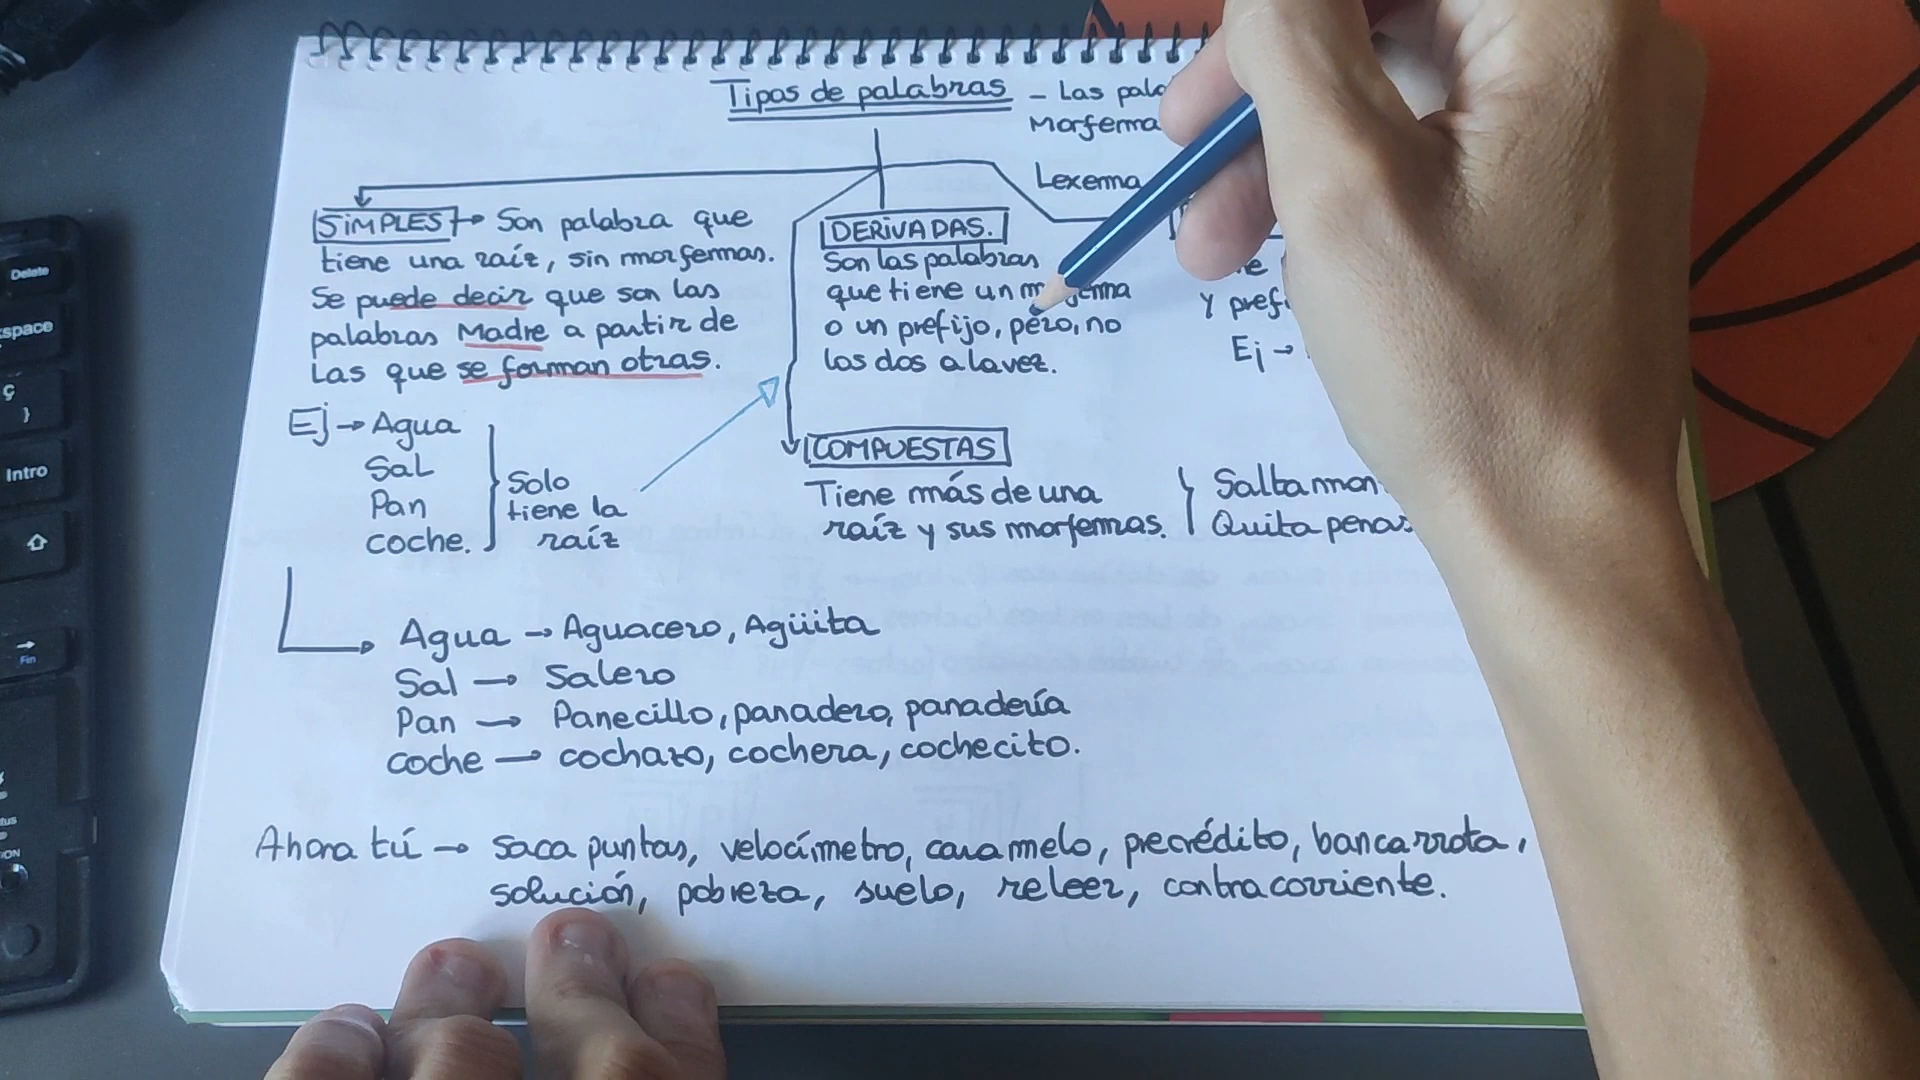 Tipos de palabras - Las
Morfema
Lexema
SIMPLES → Son palabra que
tiene una raíz, sin morfemas.
Se puede decir que son las
palabras Madre a partir de
Las que se forman otras.
Ej → Agua
Sal
Pan
coche.
Solo
tiene la
raíz
DERIVADAS.
Son las palabras
que tiene un
o un prefijo, pero, no
los dos a la vez.
Y
Ej →
COMPUESTAS
Tiene más de una
raíz y sus morfemas.
Quita penas
Agua → Aguacero, Agüita
Sal → Salero
Pan → Panecillo, panadero, panadería
coche → cochazo, cochera, cochecito.
Ahora tú → saca puntas, velocímetro, caramelo, precrédito, bancarrota,
solución, pobreza, suelo, releer, contracorriente.
Delete
ç
}
Intro
Fin